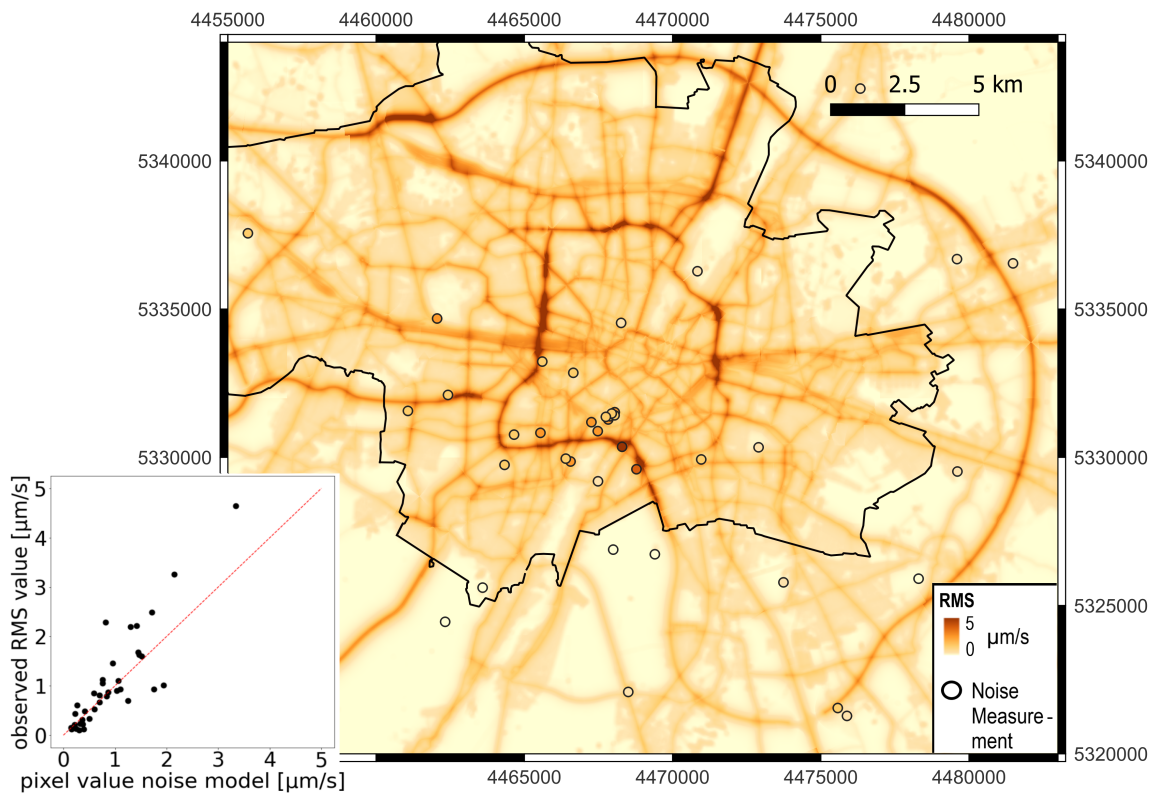 4455000 4460000 4465000 4470000 4475000 4480000
0 2.5 5 km
5340000 5340000
5335000 5335000
5330000 5330000
5325000
5320000
4465000 4470000 4475000 4480000
RMS
5
0
µm/s
Noise
Measure -
ment
observed RMS value [µm/s]
5
4
3
2
1
0
0 1 2 3 4 5
pixel value noise model [µm/s]